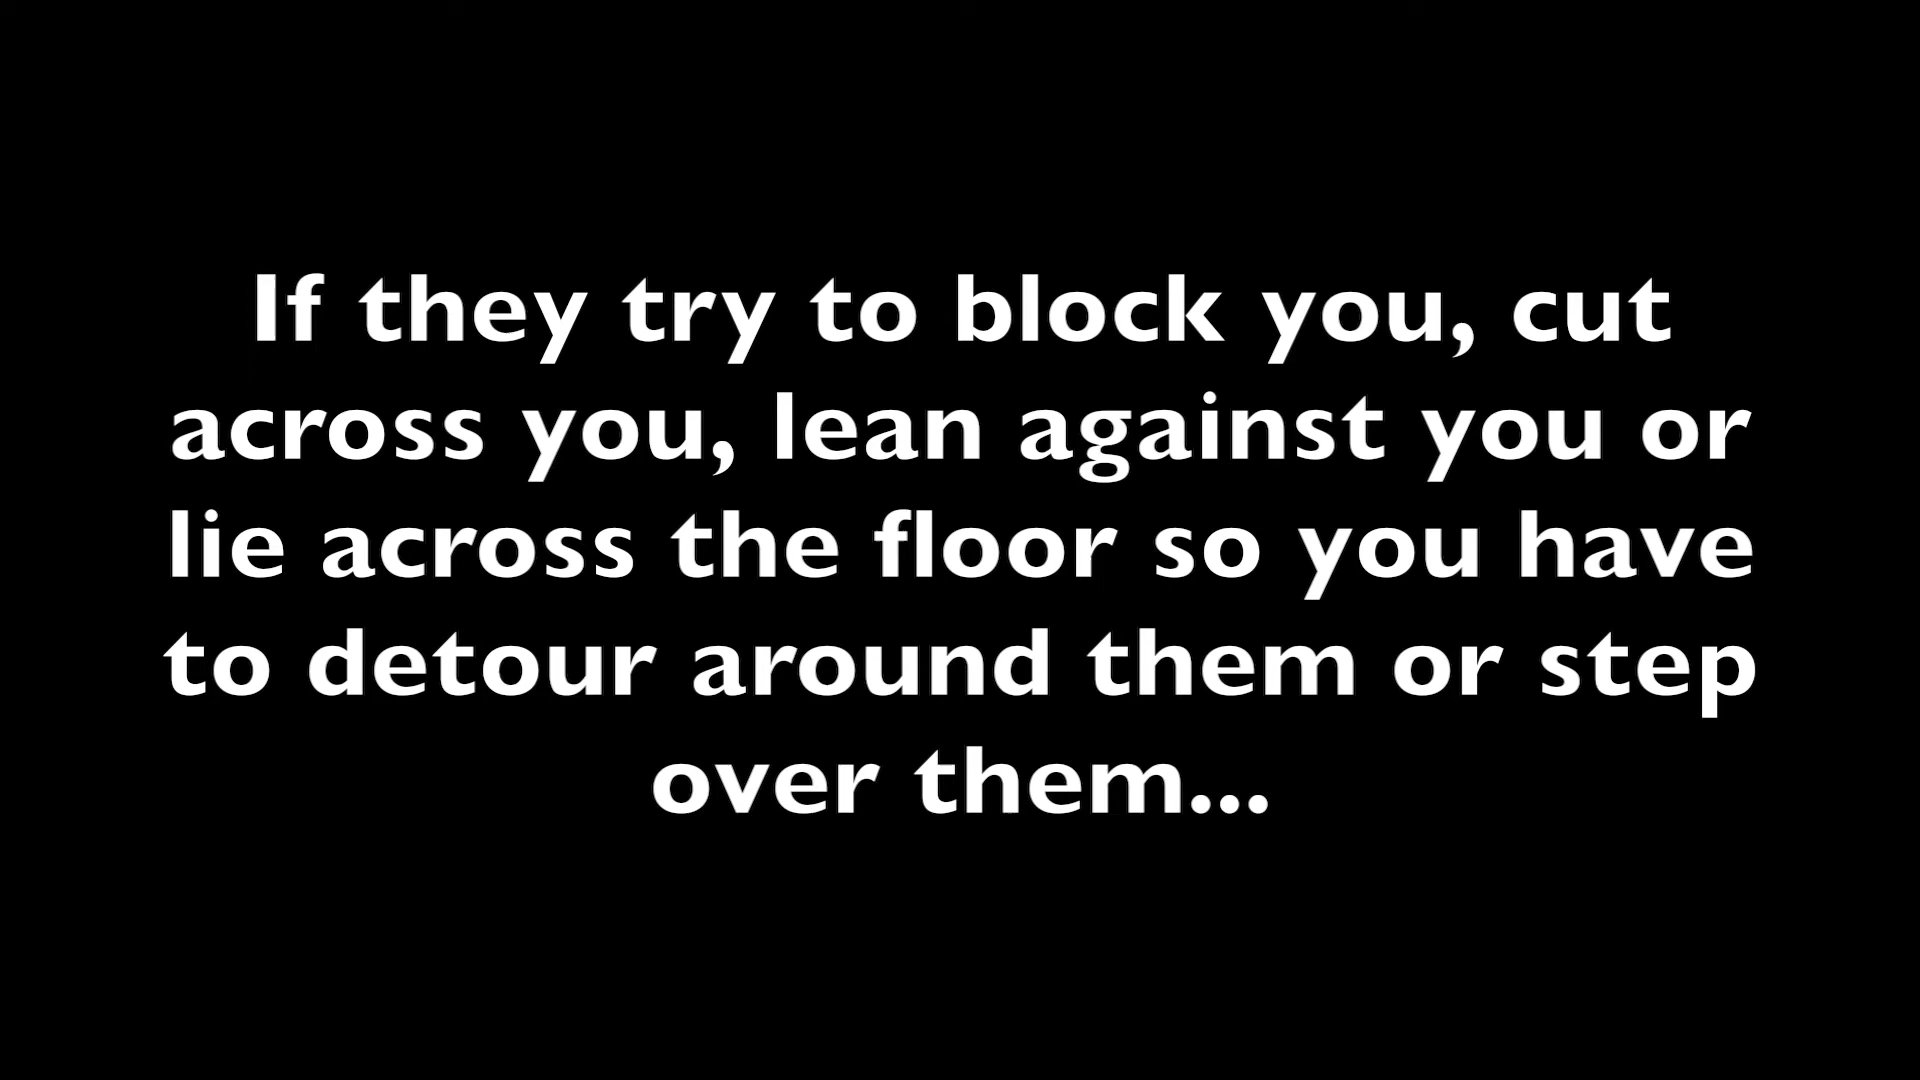 If they try to block you, cut
across you, lean against you or
lie across the floor so you have
to detour around them or step
over them...